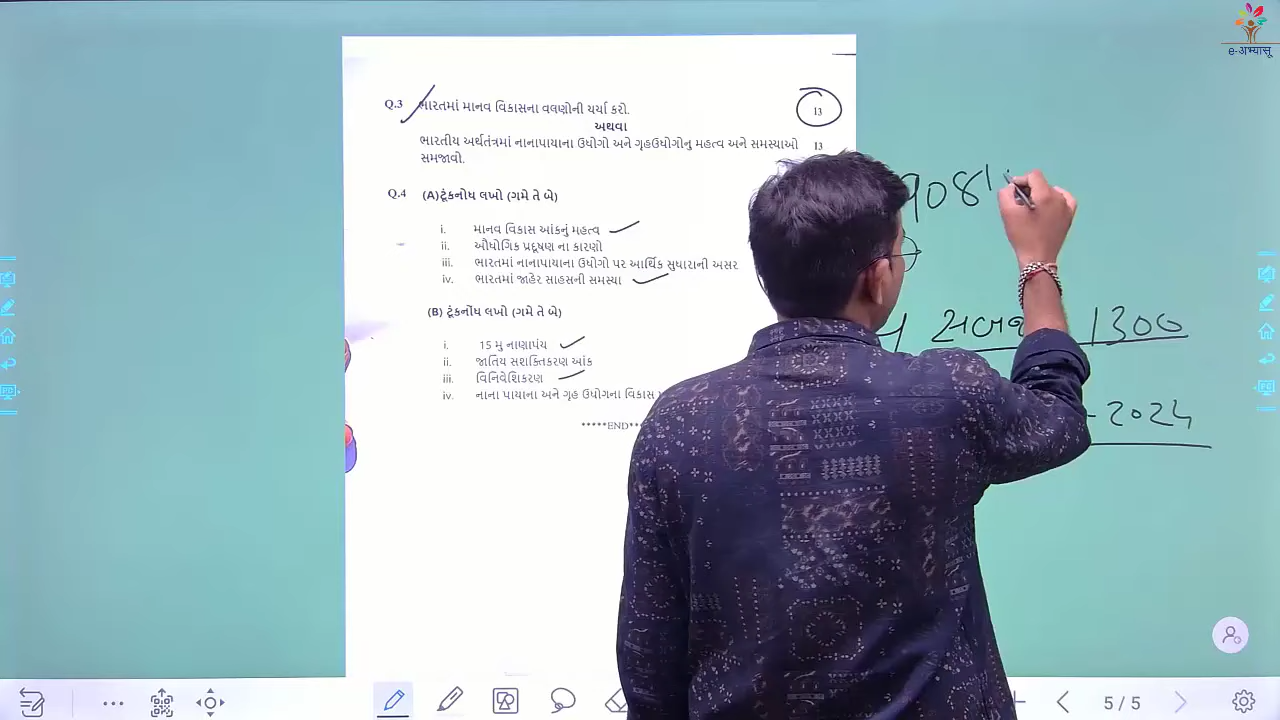 e-अभ्यासू
Q.3 ભારતમાં માનવ વિકાસના વલણોની ચર્ચા કરો. 13
અથવા
ભારતીય અર્થતંત્રમાં નાનાપાયાના ઉધોગો અને ગૃહઉધોગોનુ મહત્વ અને સમસ્યાઓ 13
સમજાવો.
Q.4 (A)ટૂંકનોધ લખો (ગમે તે બે)
i. માનવ વિકાસ આંકનું મહત્વ
ii. ઔધોગિક પ્રદૂષણ ના કારણો
iii. ભારતમાં નાનાપાયાના ઉધોગો પર આર્થિક સુધારાની અસર
iv. ભારતમાં જાહેર સાહસની સમસ્યા
(B) ટૂંકનોંધ લખો (ગમે તે બે)
i. 15 મુ નાણાપંચ
ii. જાતિય સશક્તિકરણ આંક
iii. વિનિવેશિકરણ
iv. નાના પાયાના અને ગૃહ ઉધોગના વિકાસ
*****END**
908
1300
-2024
5 / 5